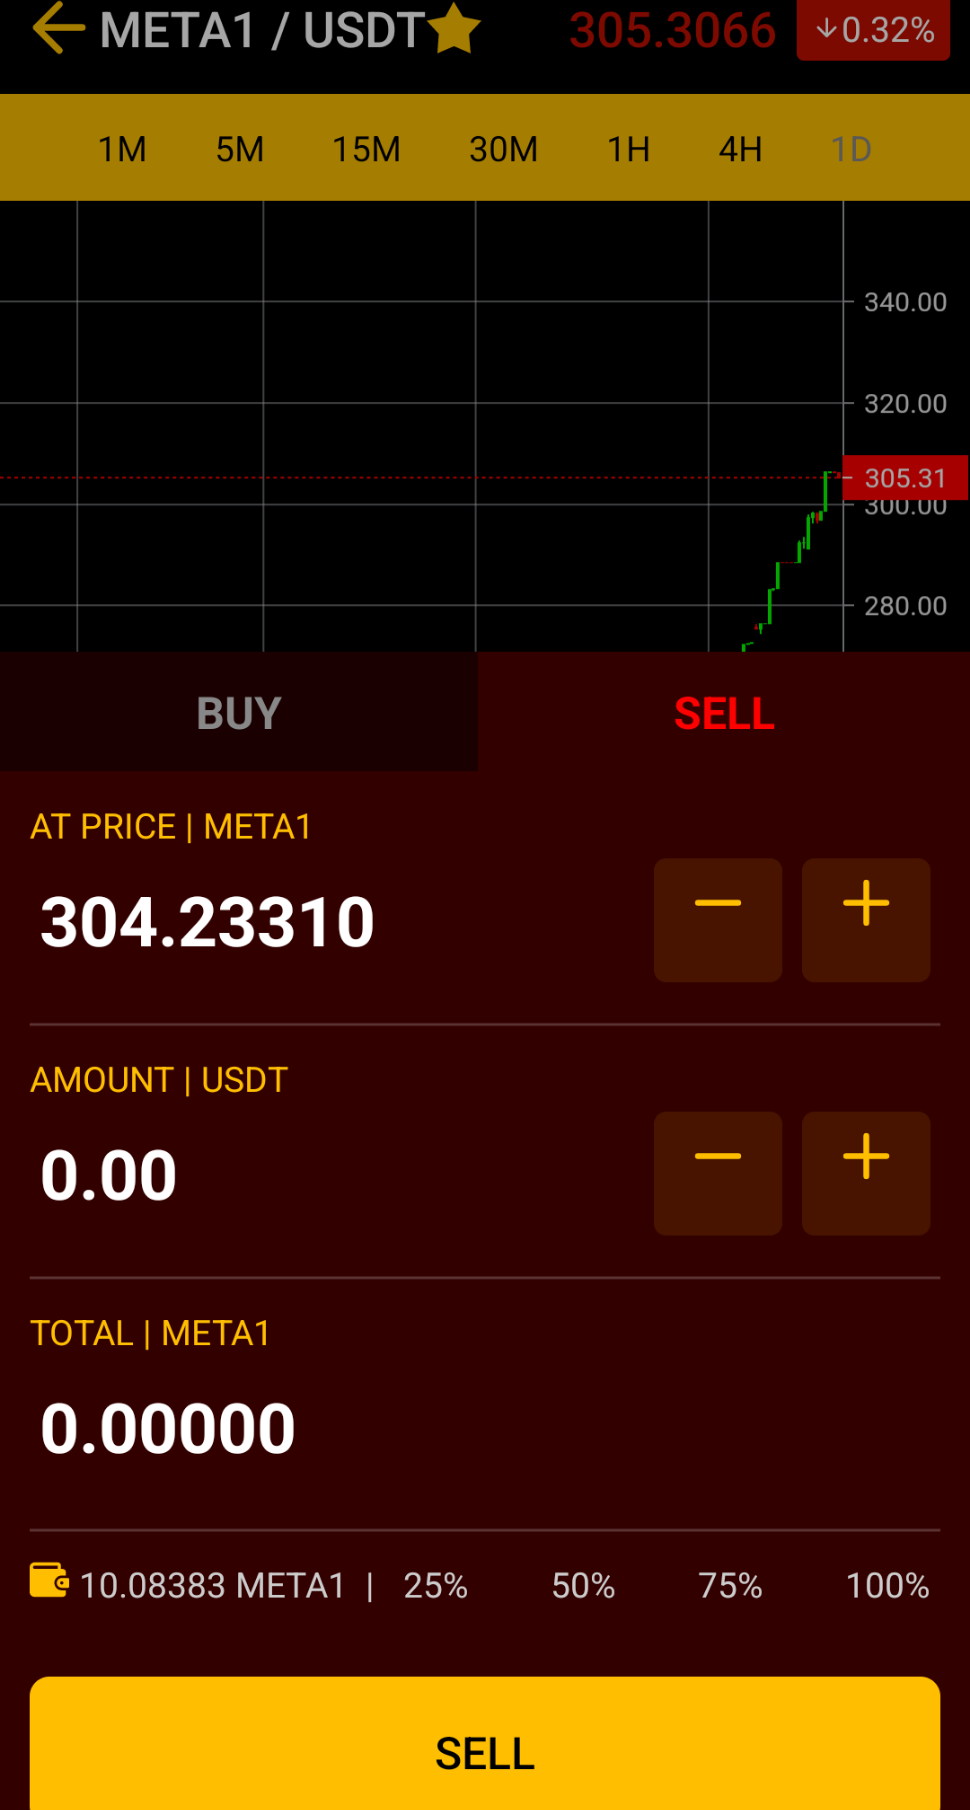 META1 / USDT 305.3066 ↓0.32%
1M 5M 15M 30M 1H 4H 1D
340.00
320.00
305.31
300.00
280.00
BUY SELL
AT PRICE | META1
304.23310
AMOUNT | USDT
0.00
TOTAL | META1
0.00000
10.08383 META1 | 25% 50% 75% 100%
SELL